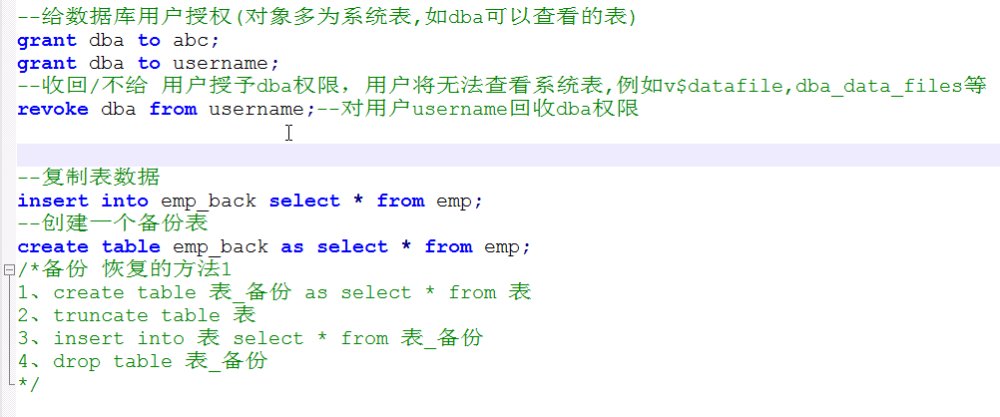 --给数据库用户授权(对象多为系统表,如dba可以查看的表)
grant dba to abc;
grant dba to username;
--收回/不给 用户授予dba权限，用户将无法查看系统表,例如v$datafile,dba_data_files等
revoke dba from username;--对用户username回收dba权限
--复制表数据
insert into emp_back select * from emp;
--创建一个备份表
create table emp_back as select * from emp;
/*备份 恢复的方法1
1、create table 表_备份 as select * from 表
2、truncate table 表
3、insert into 表 select * from 表_备份
4、drop table 表_备份
*/